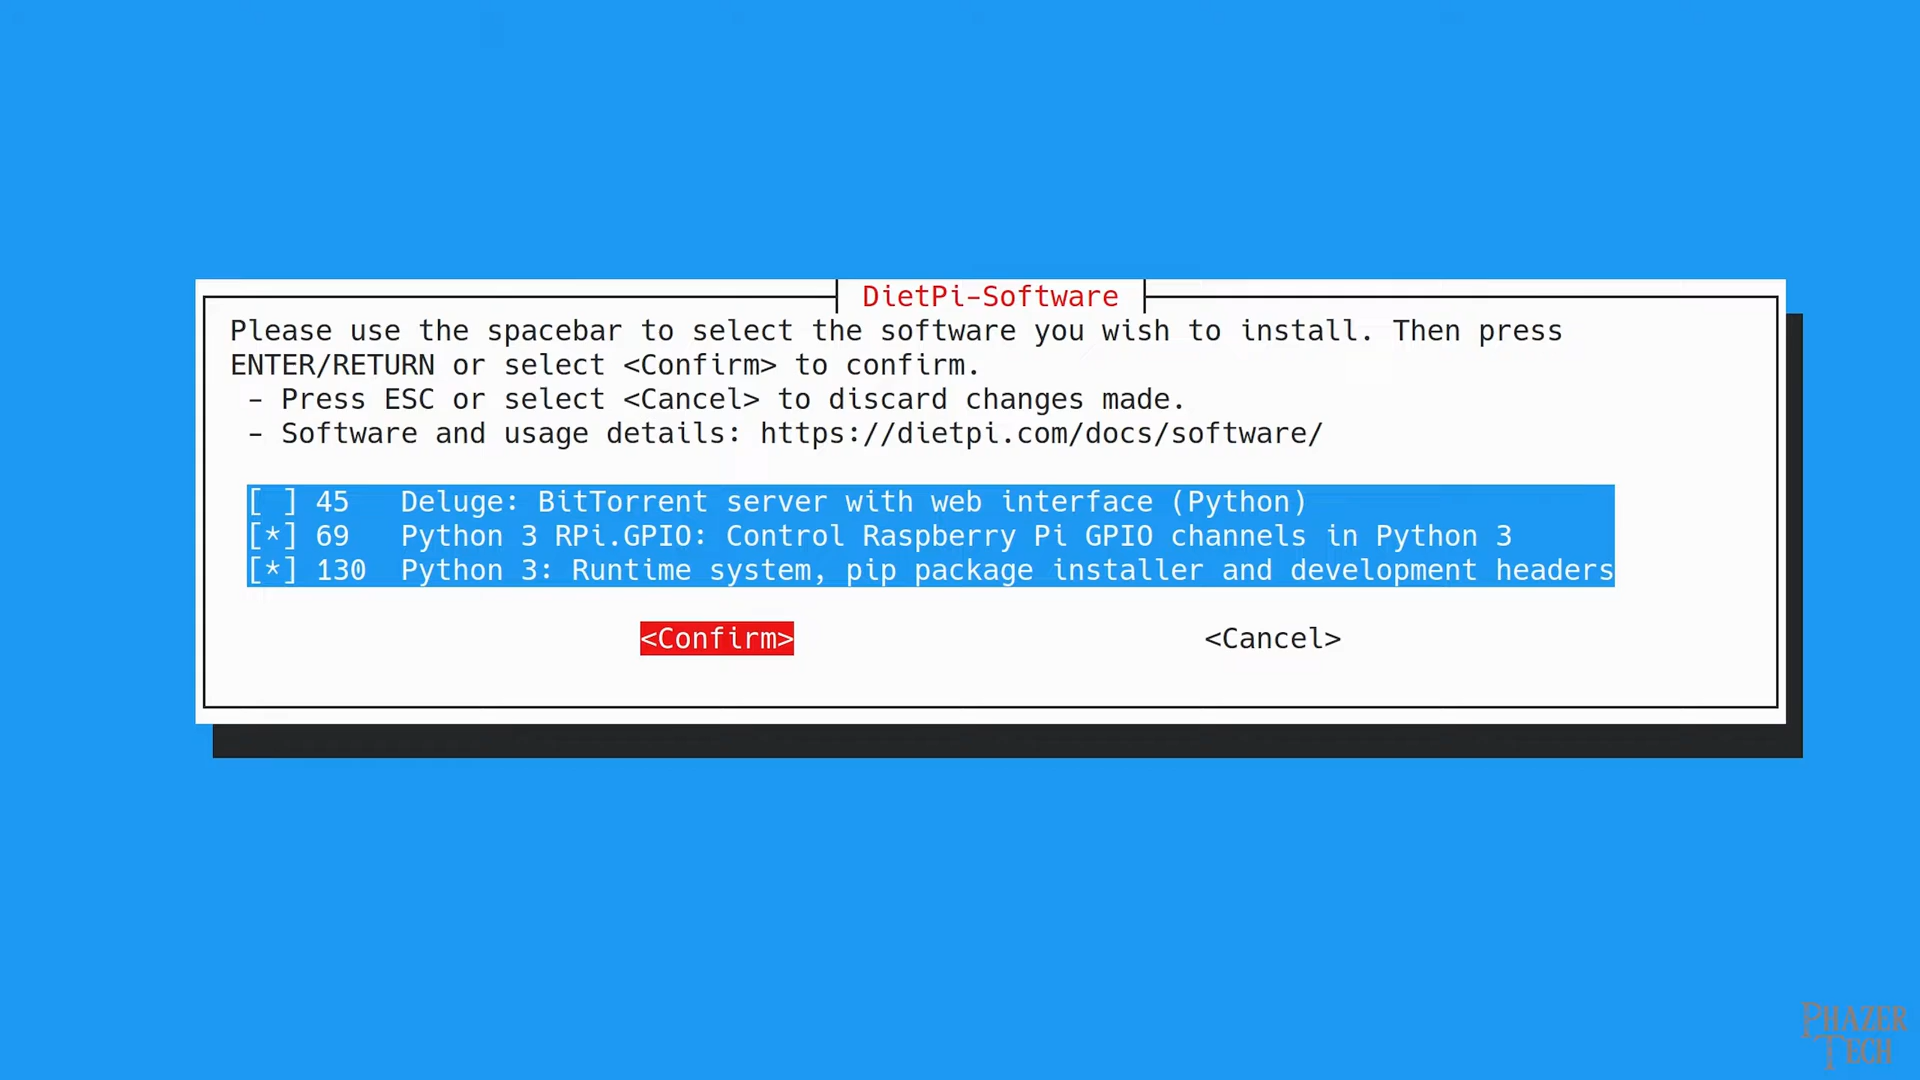 DietPi-Software
Please use the spacebar to select the software you wish to install. Then press
ENTER/RETURN or select <Confirm> to confirm.
- Press ESC or select <Cancel> to discard changes made.
- Software and usage details: https://dietpi.com/docs/software/
[ ] 45 Deluge: BitTorrent server with web interface (Python)
[*] 69 Python 3 RPi.GPIO: Control Raspberry Pi GPIO channels in Python 3
[*] 130 Python 3: Runtime system, pip package installer and development headers
<Confirm> <Cancel>
PHAZER
TECH